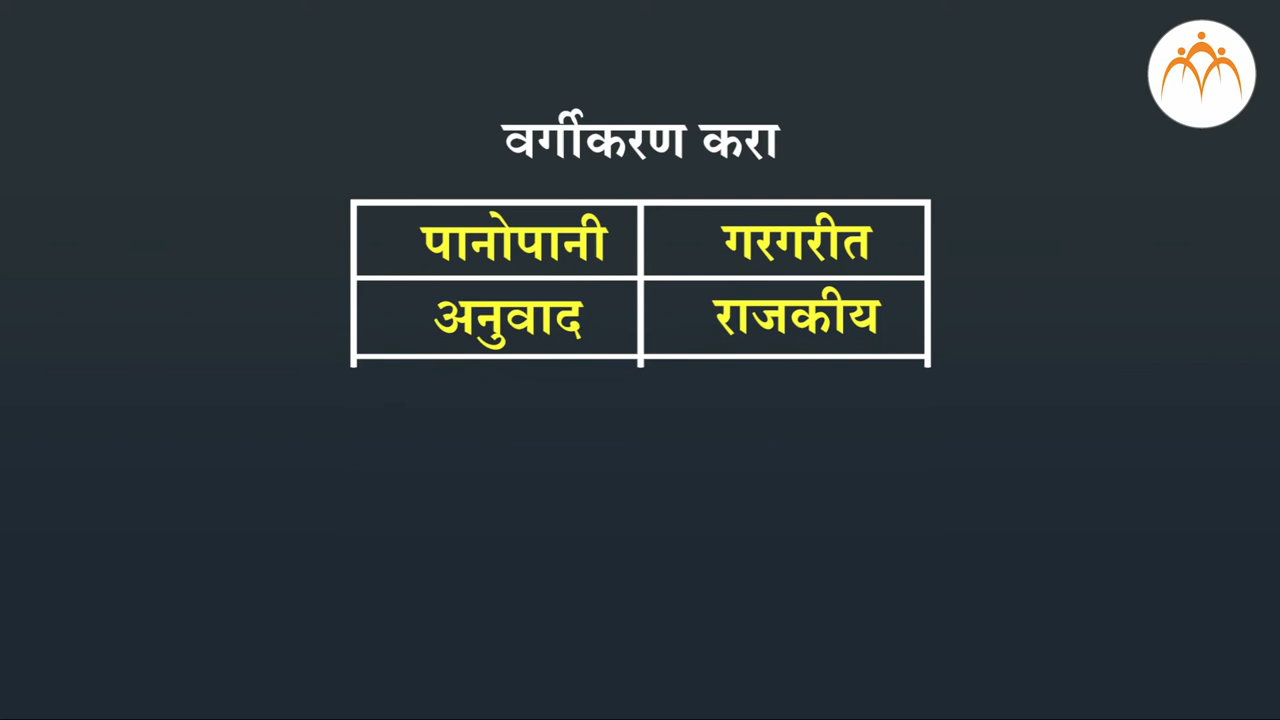 वर्गीकरण करा
पानोपानी गरगरीत
अनुवाद राजकीय